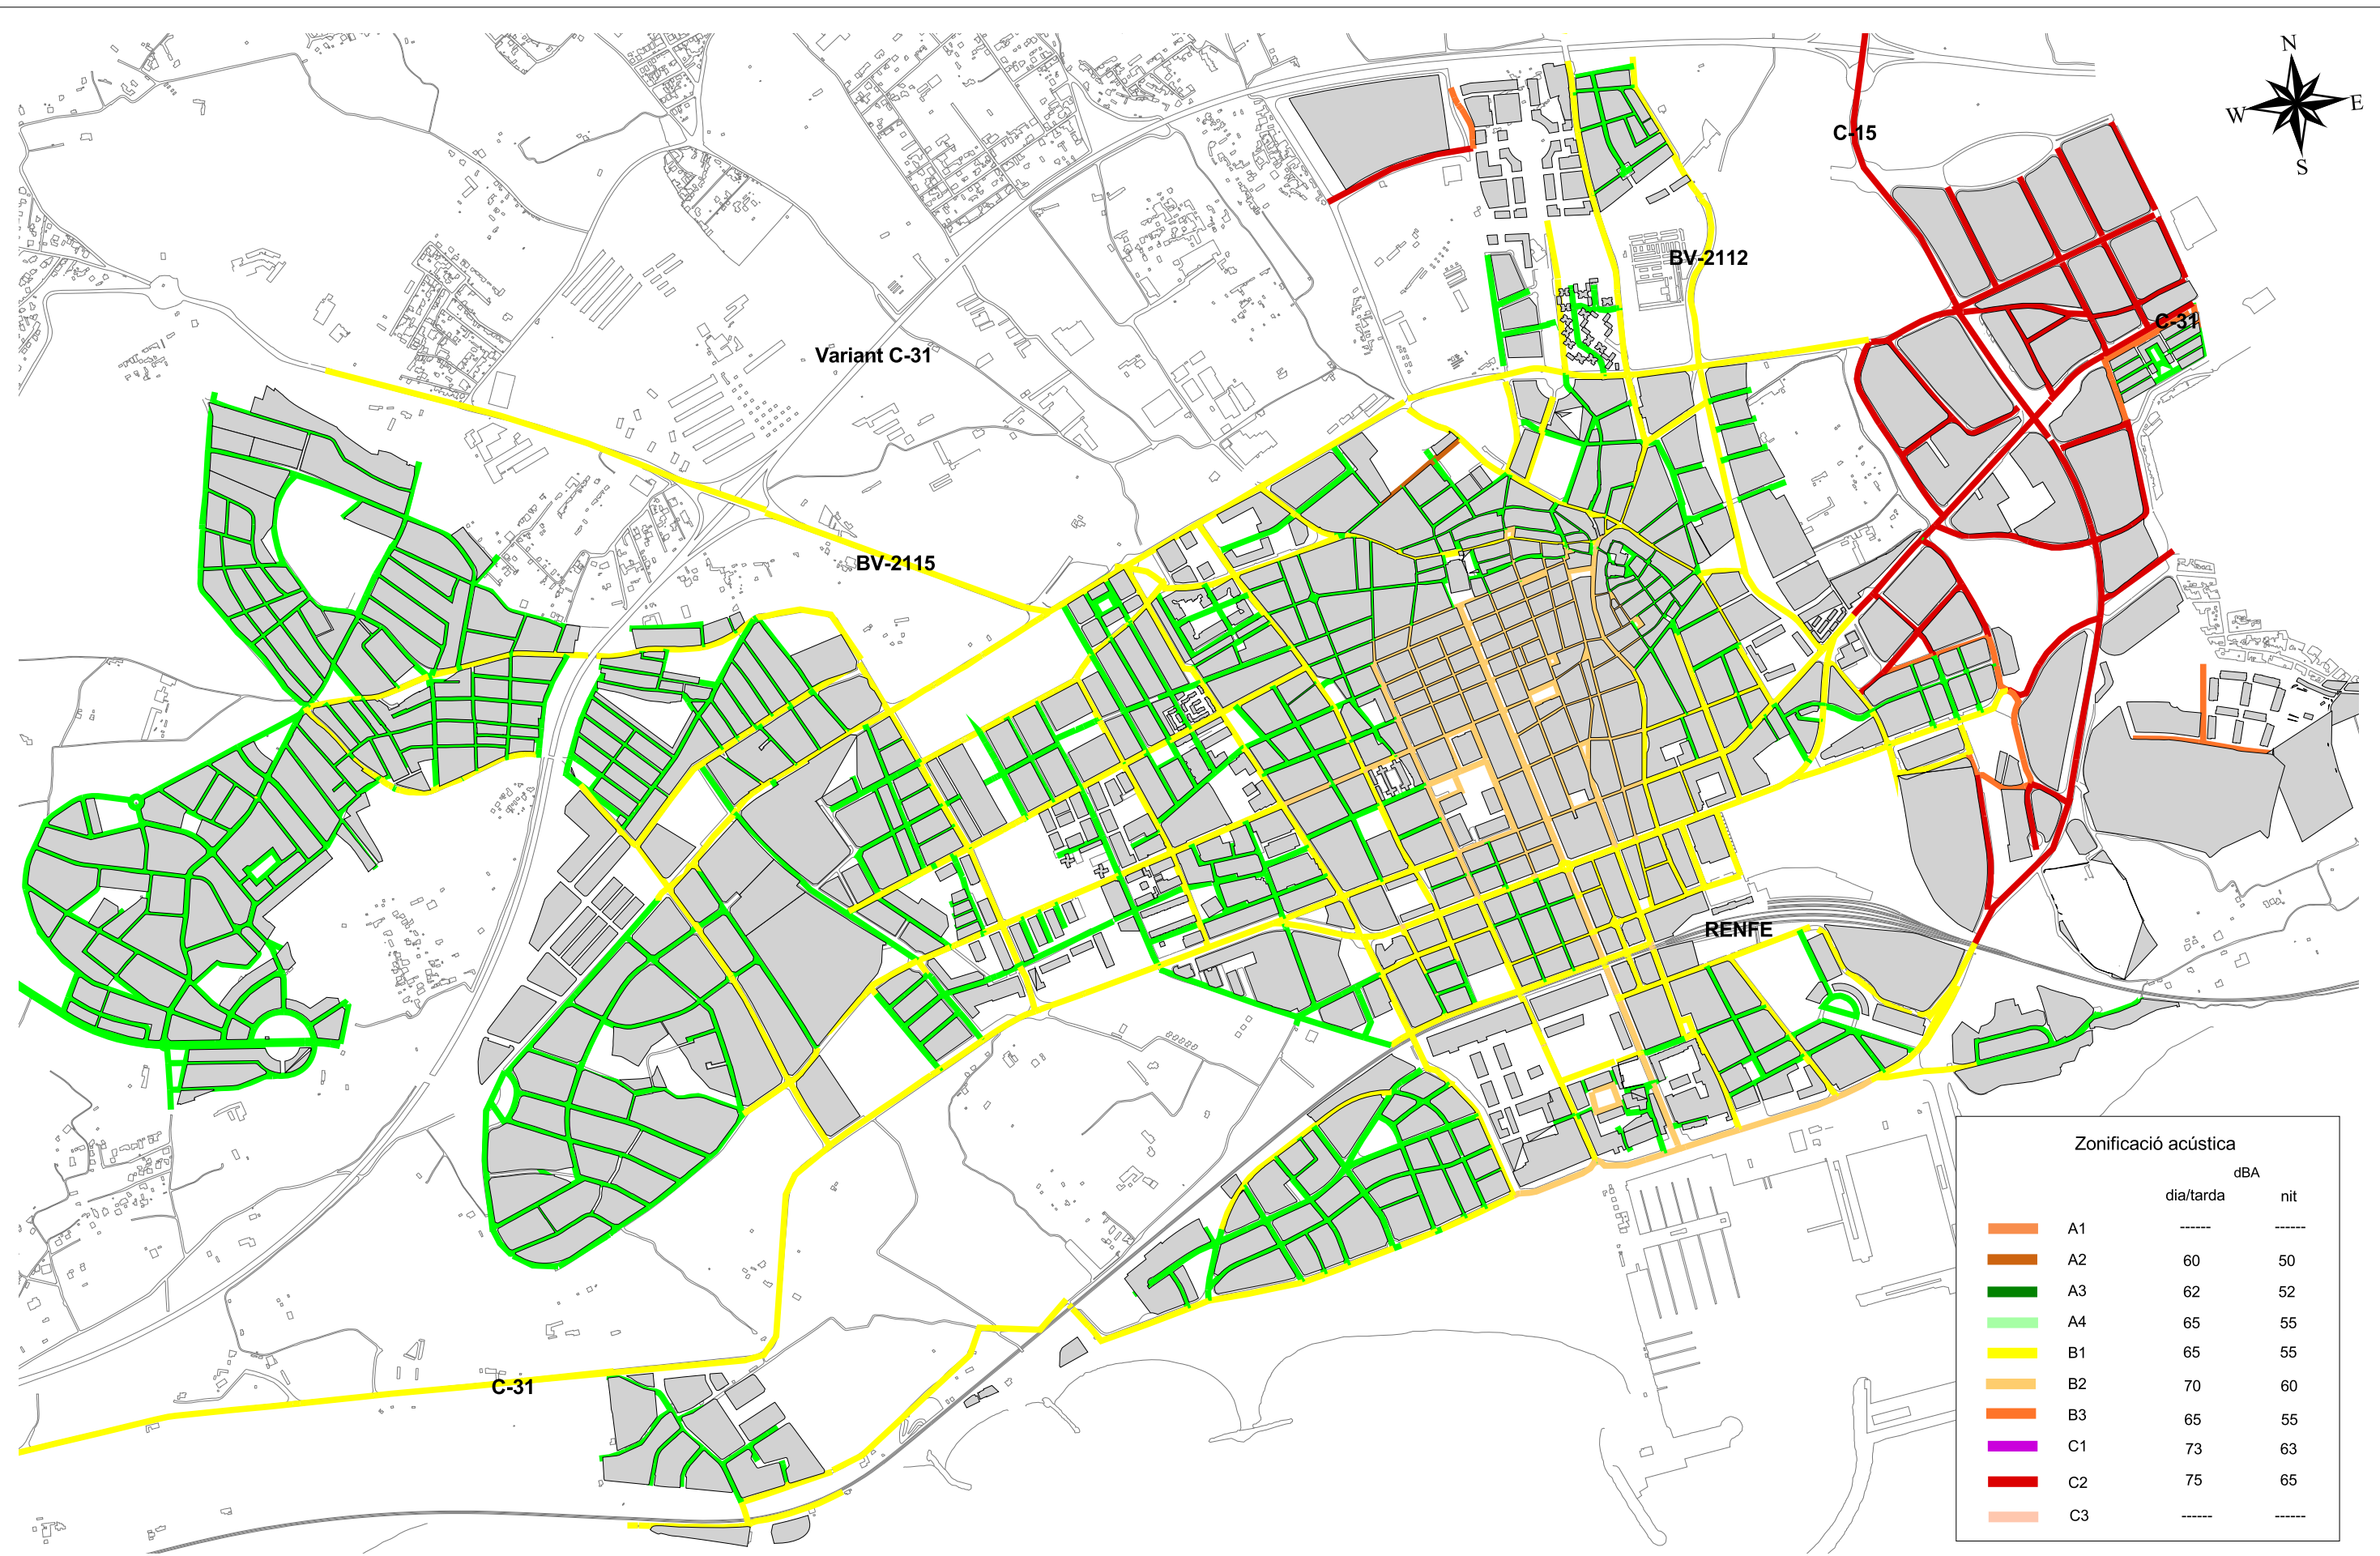 N
W E
S
C-15
BV-2112
C-31
Variant C-31
BV-2115
RENFE
C-31
Zonificació acústica
dBA
dia/tarda nit
A1 ------ ------
A2 60 50
A3 62 52
A4 65 55
B1 65 55
B2 70 60
B3 65 55
C1 73 63
C2 75 65
C3 ------ ------